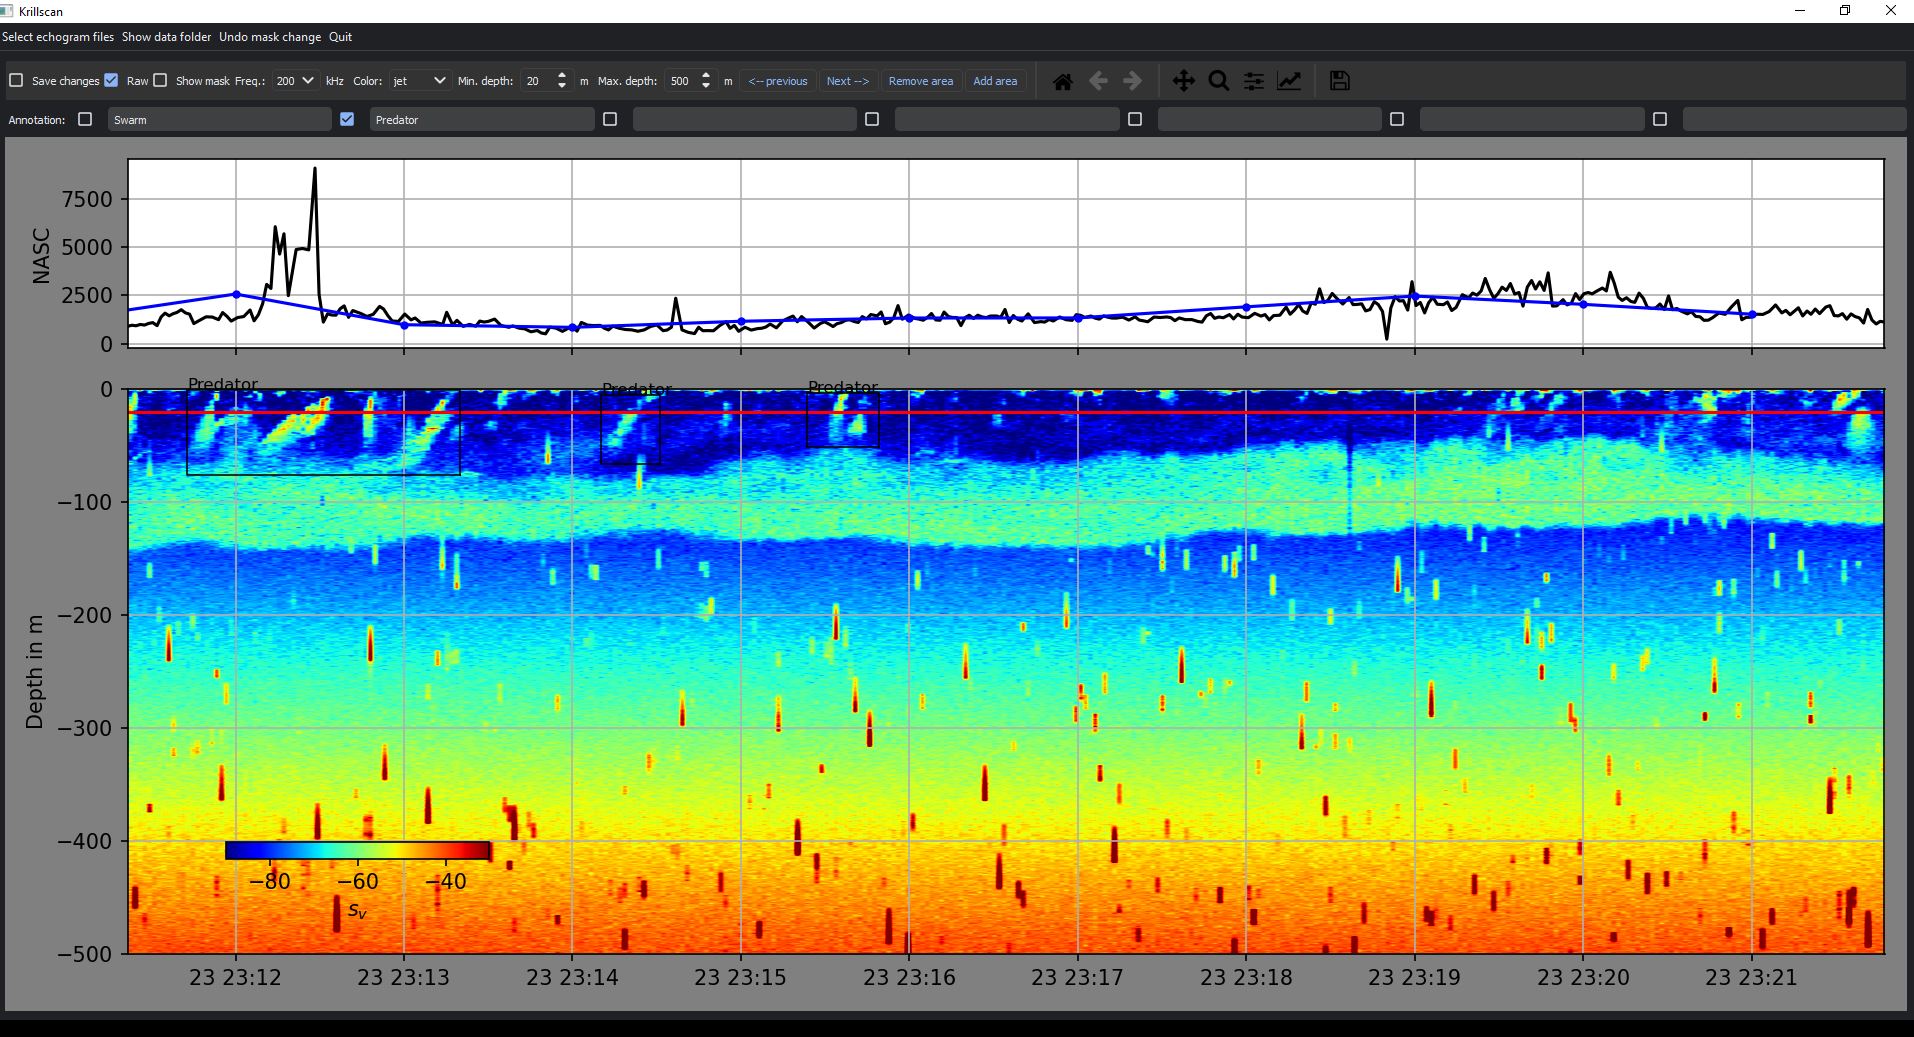 Krillscan
Select echogram files Show data folder Undo mask change Quit
Save changes Raw Show mask Freq.: 200 kHz Color: jet Min. depth: 20 m Max. depth: 500 m <-- previous Next --> Remove area Add area
Annotation: Swarm Predator
7500
5000
2500
0
NASC
Predator Predator Predator
0
−100
−200
−300
−400
−500
Depth in m
−80 −60 −40
Sv
23 23:12 23 23:13 23 23:14 23 23:15 23 23:16 23 23:17 23 23:18 23 23:19 23 23:20 23 23:21